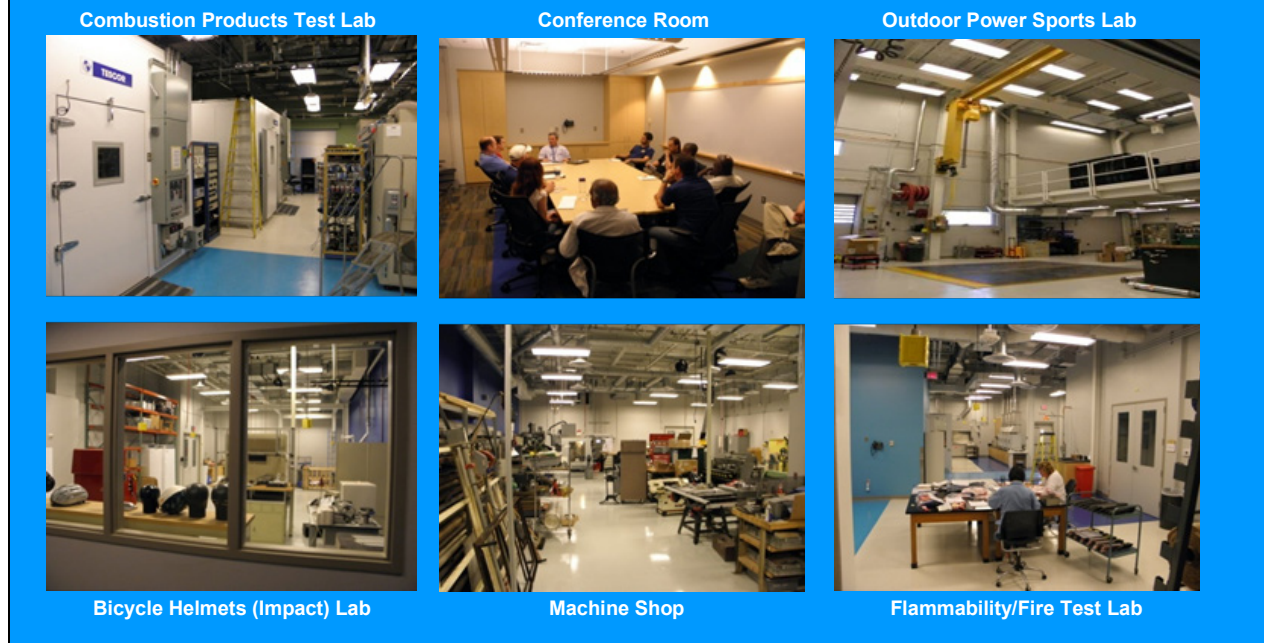 Combustion Products Test Lab
Conference Room
Outdoor Power Sports Lab
TESCOR
Bicycle Helmets (Impact) Lab
Machine Shop
Flammability/Fire Test Lab